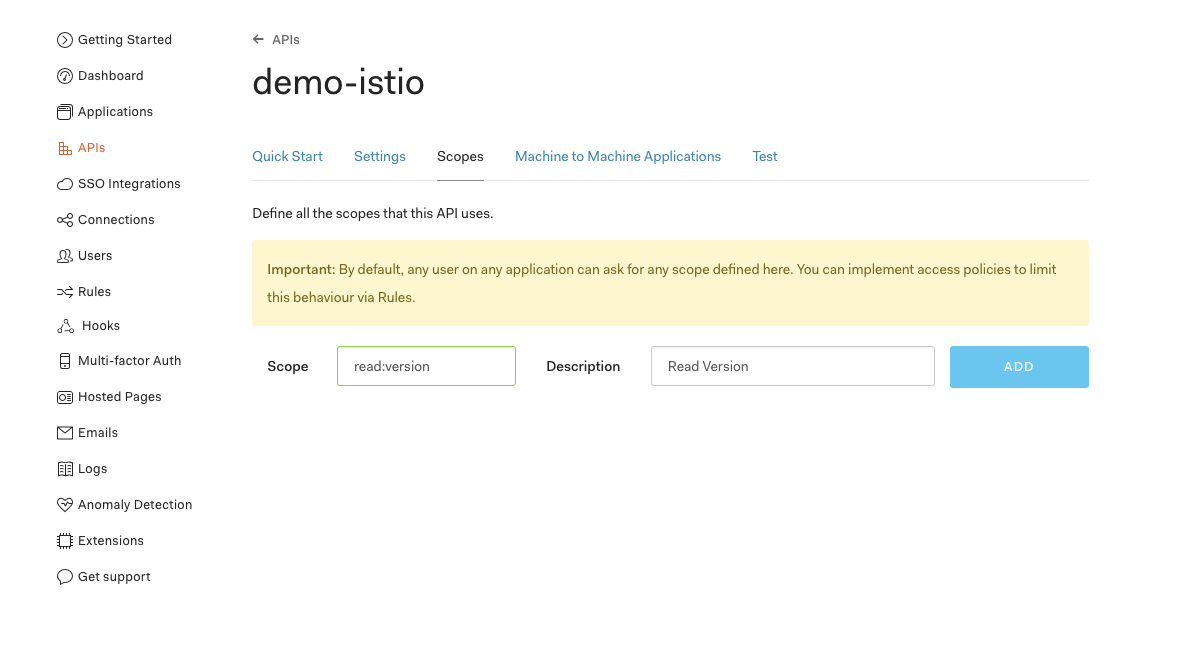 Getting Started
Dashboard
Applications
APIs
SSO Integrations
Connections
Users
Rules
Hooks
Multi-factor Auth
Hosted Pages
Emails
Logs
Anomaly Detection
Extensions
Get support
← APIs
demo-istio
Quick Start Settings Scopes Machine to Machine Applications Test
Define all the scopes that this API uses.
Important: By default, any user on any application can ask for any scope defined here. You can implement access policies to limit
this behaviour via Rules.
Scope read:version Description Read Version ADD